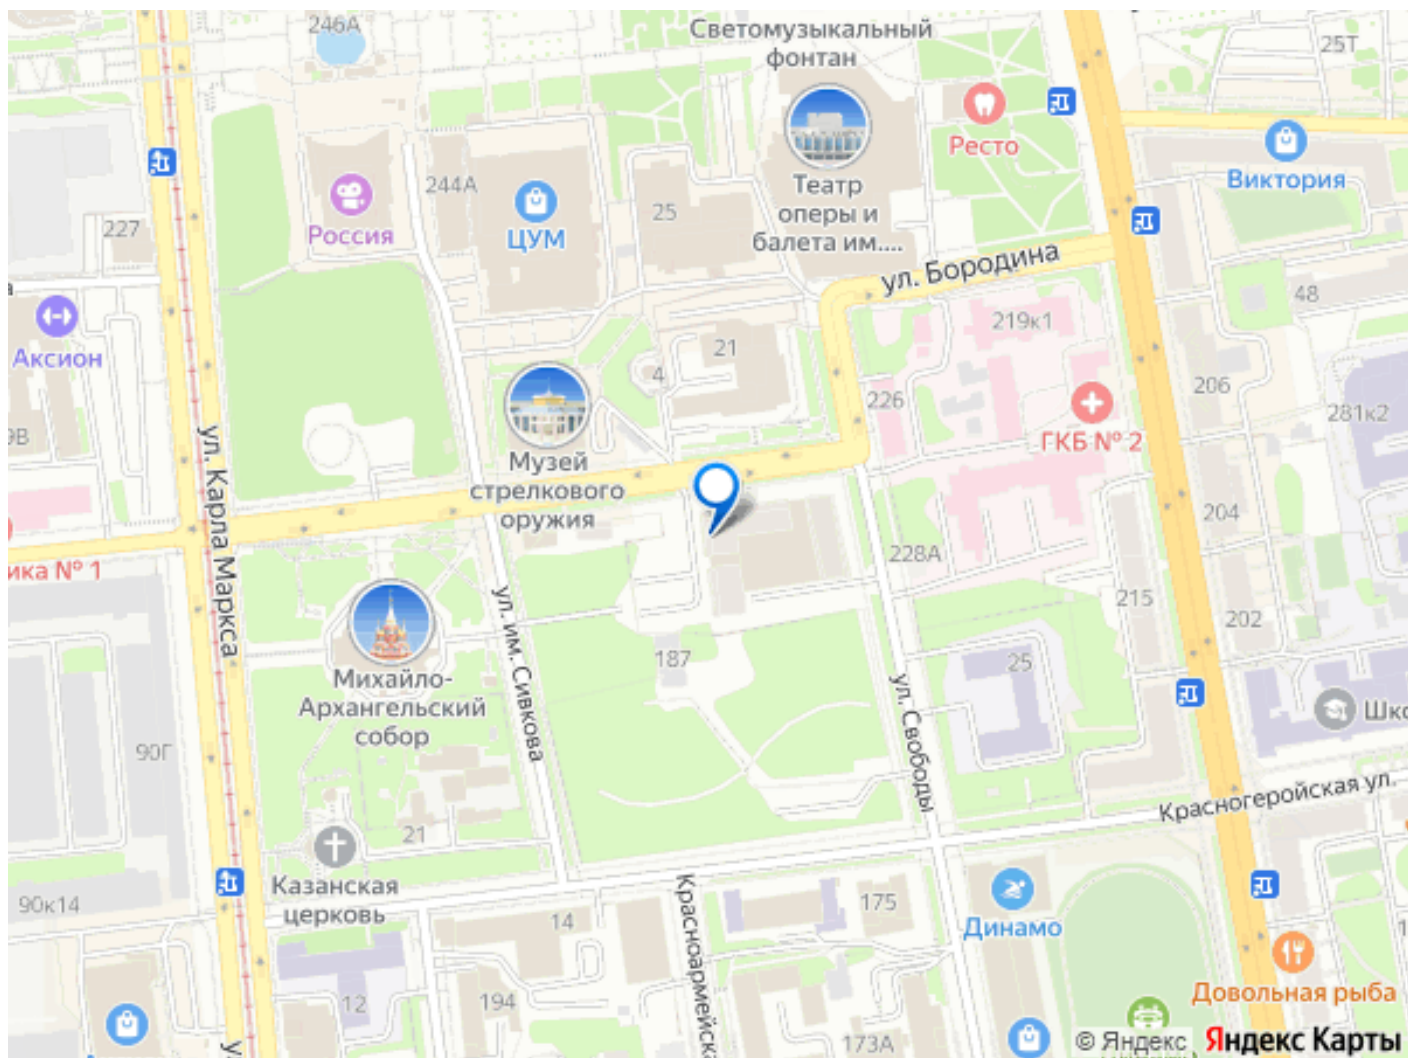 246А
Светомузыкальный
фонтан
25Т
Ресто
Виктория
Театр
оперы и
балета им....
244А
ЦУМ
25
Россия
227
ул. Бородина
48
219к1
Аксион
21
4
206
226
281к2
ГКБ № 2
Музей
стрелкового
оружия
ул. Карла Маркса
204
228А
ика № 1
215
202
ул. им. Сивкова
187
25
Михайло-
Архангельский
собор
ул. Свободы
90Г
Красногеройская ул.
21
Казанская
церковь
90к14
14
175
Динамо
12
194
173А
Довольная рыба
© Яндекс Яндекс Карты